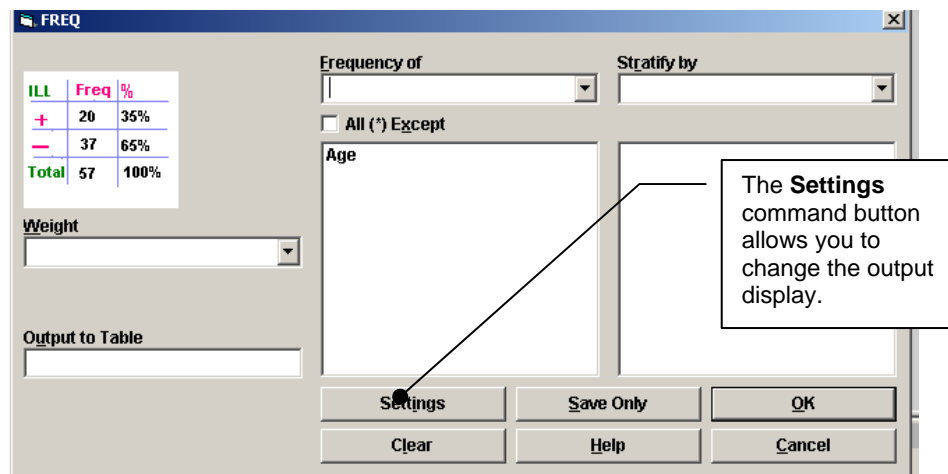 FREQ
Frequency of
Stratify by
ILL Freq %
+ 20 35%
— 37 65%
Total 57 100%
All (*) Except
Age
Weight
Output to Table
The Settings
command button
allows you to
change the output
display.
Settings Save Only OK
Clear Help Cancel